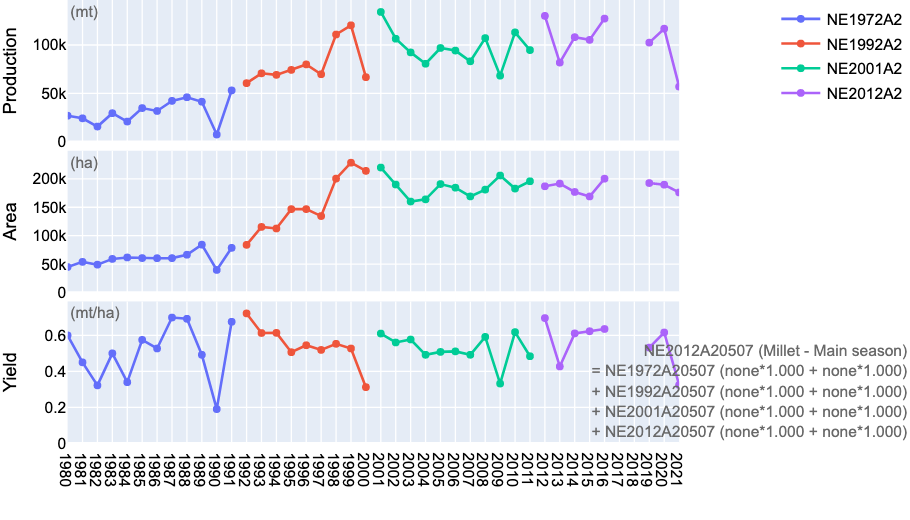 (mt)
Production
100k
50k
0
NE1972A2
NE1992A2
NE2001A2
NE2012A2
(ha)
Area
200k
150k
100k
50k
0
(mt/ha)
Yield
0.6
0.4
0.2
0
NE2012A20507 (Millet - Main season)
= NE1972A20507 (none*1.000 + none*1.000)
+ NE1992A20507 (none*1.000 + none*1.000)
+ NE2001A20507 (none*1.000 + none*1.000)
+ NE2012A20507 (none*1.000 + none*1.000)
1980
1981
1982
1983
1984
1985
1986
1987
1988
1989
1990
1991
1992
1993
1994
1995
1996
1997
1998
1999
2000
2001
2002
2003
2004
2005
2006
2007
2008
2009
2010
2011
2012
2013
2014
2015
2016
2017
2018
2019
2020
2021